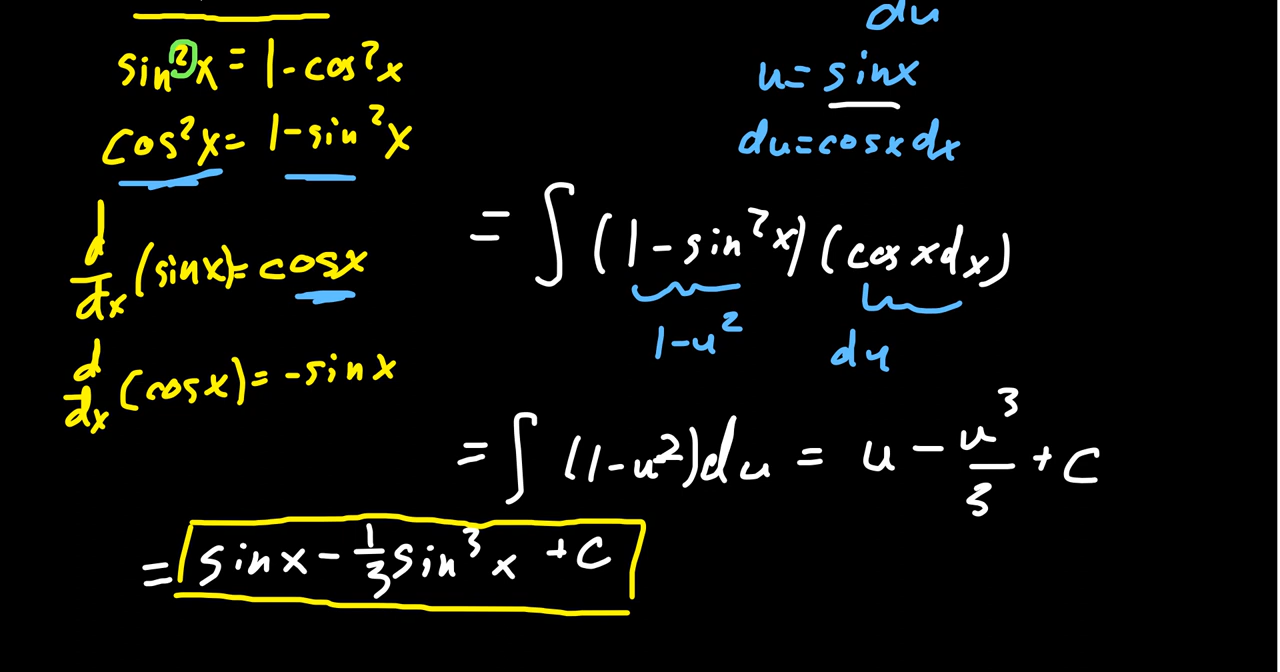 sin²x = 1 - cos²x
cos²x = 1 - sin²x
d/dx (sinx) = cosx
d/dx (cosx) = -sinx
du
u = sinx
du = cosx dx
= ∫ (1 - sin²x) (cosx dx)
1-u² du
= ∫ (1-u²) du = u - u³/3 + C
= sinx - 1/3 sin³x + C